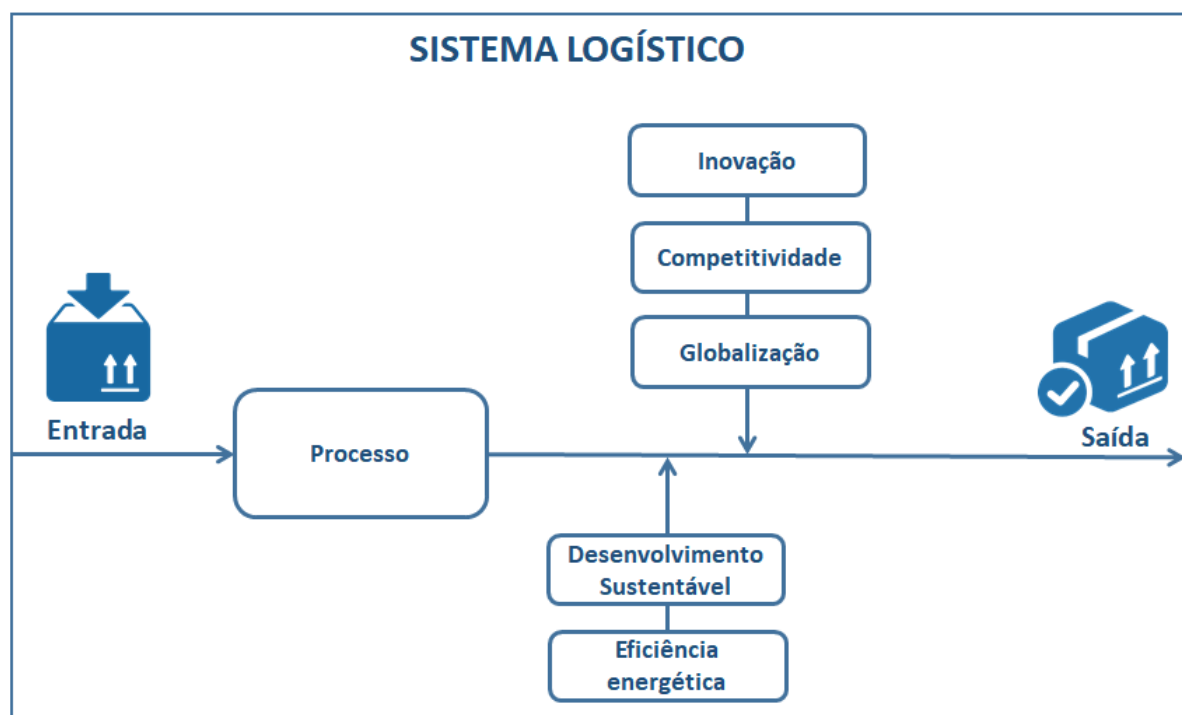 SISTEMA LOGÍSTICO
Inovação
Competitividade
Globalização
Entrada
Processo
Saída
Desenvolvimento
Sustentável
Eficiência
energética